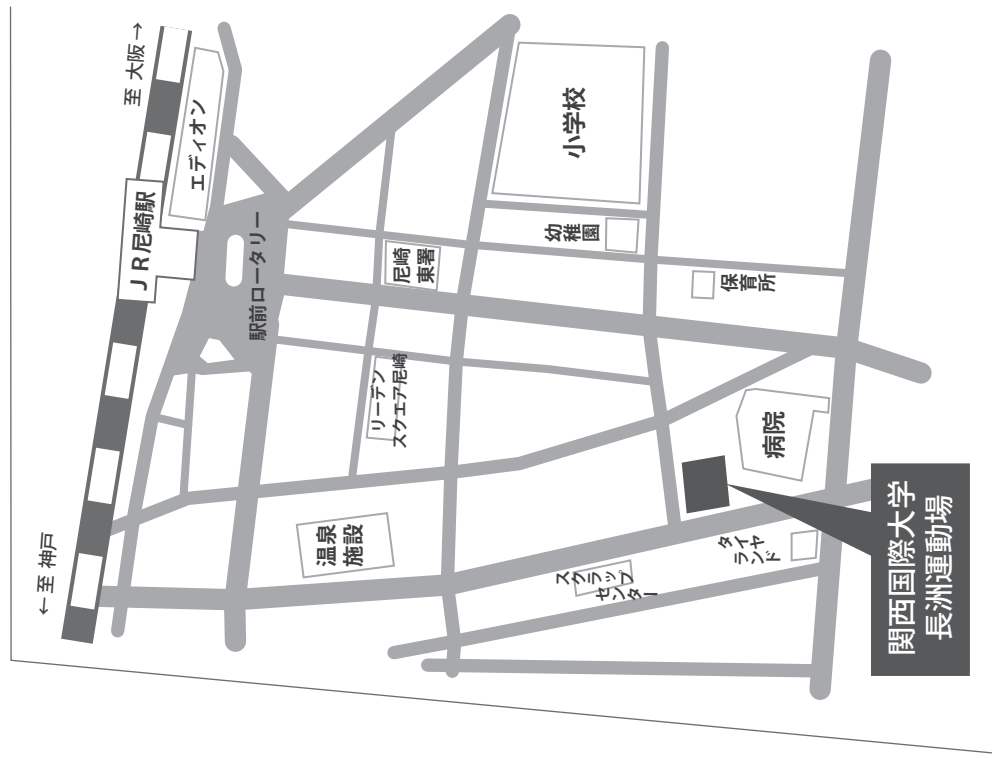 ←至 神戸
至 大阪→
ＪＲ尼崎駅
エディオン
駅前ロータリー
リーデン
スクエア尼崎
尼崎
東署
温泉
施設
小学校
幼
稚
園
保
育
所
病院
スクラップ
センター
タイヤ
ランド
関西国際大学
長洲運動場